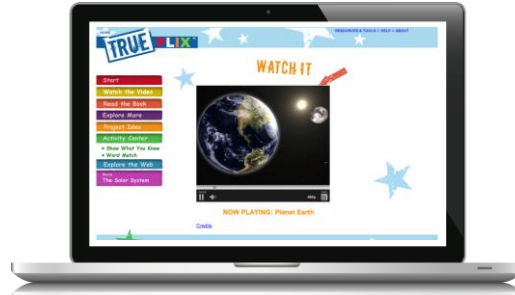 RESOURCES & TOOLS | HELP | ABOUT
TRUE FLIX
WATCH IT
Start
Watch the Video
Read the Book
Explore More
Project Idea
Activity Center
• Show What You Know
• Word Match
Explore the Web
The Solar System
NOW PLAYING: Planet Earth
Credits